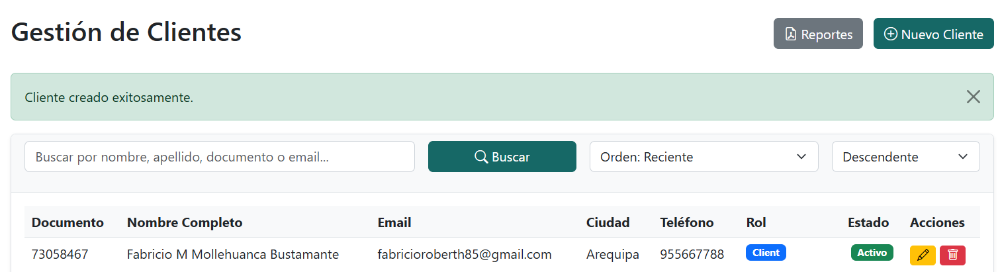 Gestión de Clientes
Reportes
Nuevo Cliente
Cliente creado exitosamente.
Buscar por nombre, apellido, documento o email...
Buscar
Orden: Reciente
Descendente
Documento Nombre Completo Email Ciudad Teléfono Rol Estado Acciones
73058467 Fabricio M Mollehuanca Bustamante fabricioroberth85@gmail.com Arequipa 955667788 Client Activo